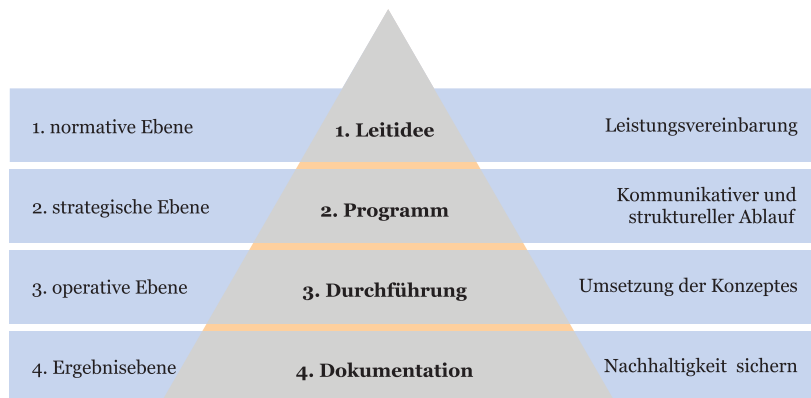 1. normative Ebene
1. Leitidee
Leistungsvereinbarung
2. strategische Ebene
2. Programm
Kommunikativer und
struktureller Ablauf
3. operative Ebene
3. Durchführung
Umsetzung der Konzeptes
4. Ergebnisebene
4. Dokumentation
Nachhaltigkeit sichern